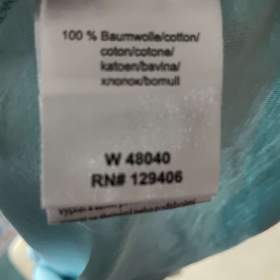 100 % Baumwolle/cotton/
coton/cotone/
katoen/bavlna/
хлопок/bomull
W 48040
RN# 129406